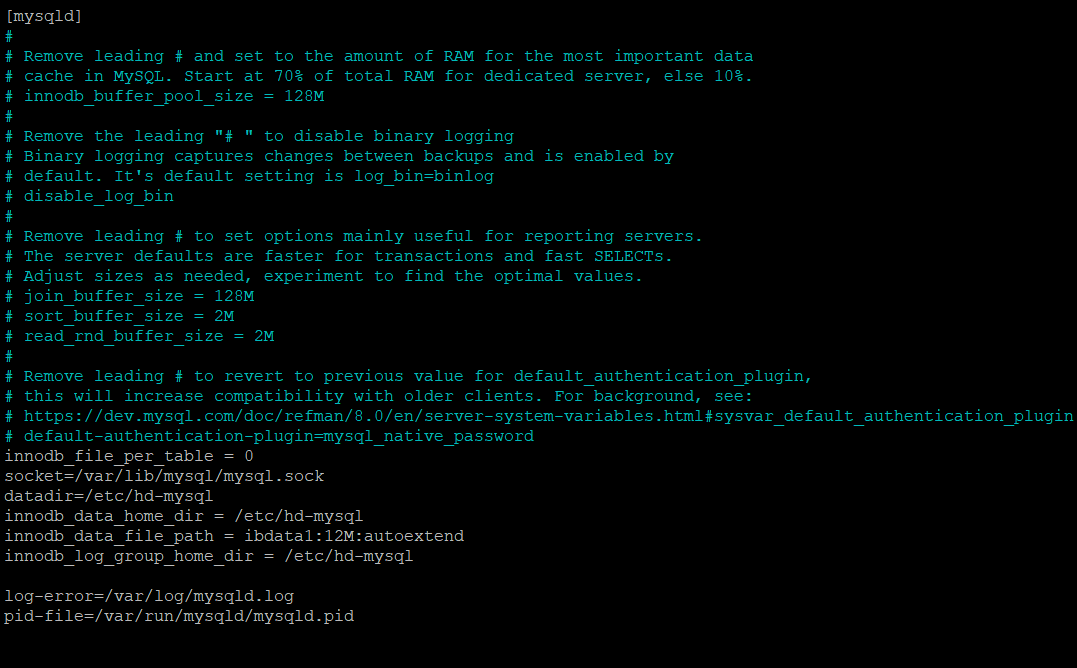 [mysqld]
#
# Remove leading # and set to the amount of RAM for the most important data
# cache in MySQL. Start at 70% of total RAM for dedicated server, else 10%.
# innodb_buffer_pool_size = 128M
#
# Remove the leading "# " to disable binary logging
# Binary logging captures changes between backups and is enabled by
# default. It's default setting is log_bin=binlog
# disable_log_bin
#
# Remove leading # to set options mainly useful for reporting servers.
# The server defaults are faster for transactions and fast SELECTs.
# Adjust sizes as needed, experiment to find the optimal values.
# join_buffer_size = 128M
# sort_buffer_size = 2M
# read_rnd_buffer_size = 2M
#
# Remove leading # to revert to previous value for default_authentication_plugin,
# this will increase compatibility with older clients. For background, see:
# https://dev.mysql.com/doc/refman/8.0/en/server-system-variables.html#sysvar_default_authentication_plugin
# default-authentication-plugin=mysql_native_password
innodb_file_per_table = 0
socket=/var/lib/mysql/mysql.sock
datadir=/etc/hd-mysql
innodb_data_home_dir = /etc/hd-mysql
innodb_data_file_path = ibdata1:12M:autoextend
innodb_log_group_home_dir = /etc/hd-mysql

log-error=/var/log/mysqld.log
pid-file=/var/run/mysqld/mysqld.pid